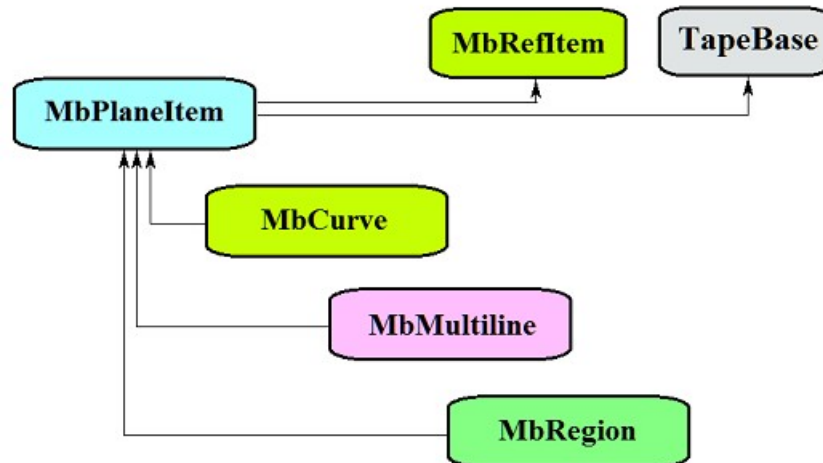 MbRefItem
TapeBase
MbPlaneItem
MbCurve
MbMultiline
MbRegion